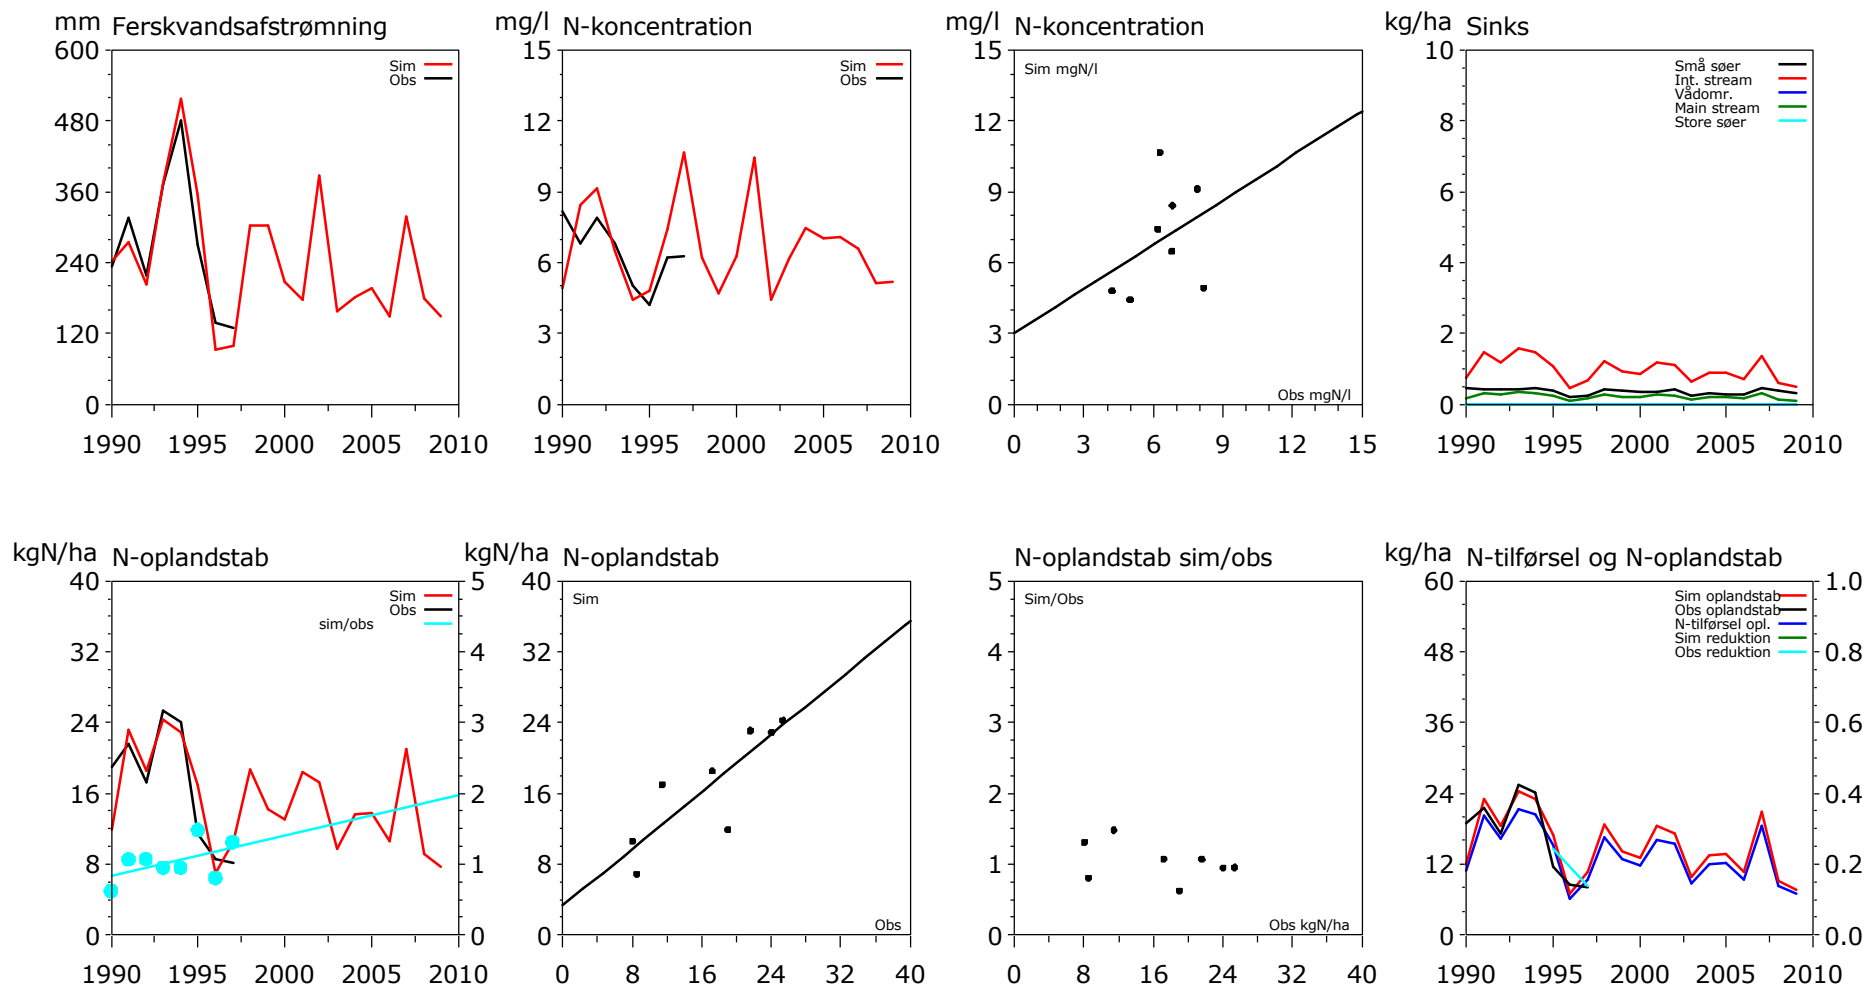 mm Ferskvandsafstrømning
600
480
360
240
120
0
Sim
Obs
1990 1995 2000 2005 2010
mg/l N-koncentration
15
12
9
6
3
0
Sim
Obs
1990 1995 2000 2005 2010
mg/l N-koncentration
15
12
9
6
3
0
Sim mgN/l
Obs mgN/l
0 3 6 9 12 15
kg/ha Sinks
10
8
6
4
2
0
Små søer
Int. stream
Vådomr.
Main stream
Store søer
1990 1995 2000 2005 2010
kgN/ha N-oplandstab
40
32
24
16
8
0
Sim
Obs
sim/obs
5
4
3
2
1
0
1990 1995 2000 2005 2010
kgN/ha N-oplandstab
40
32
24
16
8
0
Sim
Obs
0 8 16 24 32 40
N-oplandstab sim/obs
5
4
3
2
1
0
Sim/Obs
Obs kgN/ha
0 8 16 24 32 40
kg/ha N-tilførsel og N-oplandstab
60
48
36
24
12
0
Sim oplandstab
Obs oplandstab
N-tilførsel opl.
Sim reduktion
Obs reduktion
1.0
0.8
0.6
0.4
0.2
0.0
1990 1995 2000 2005 2010